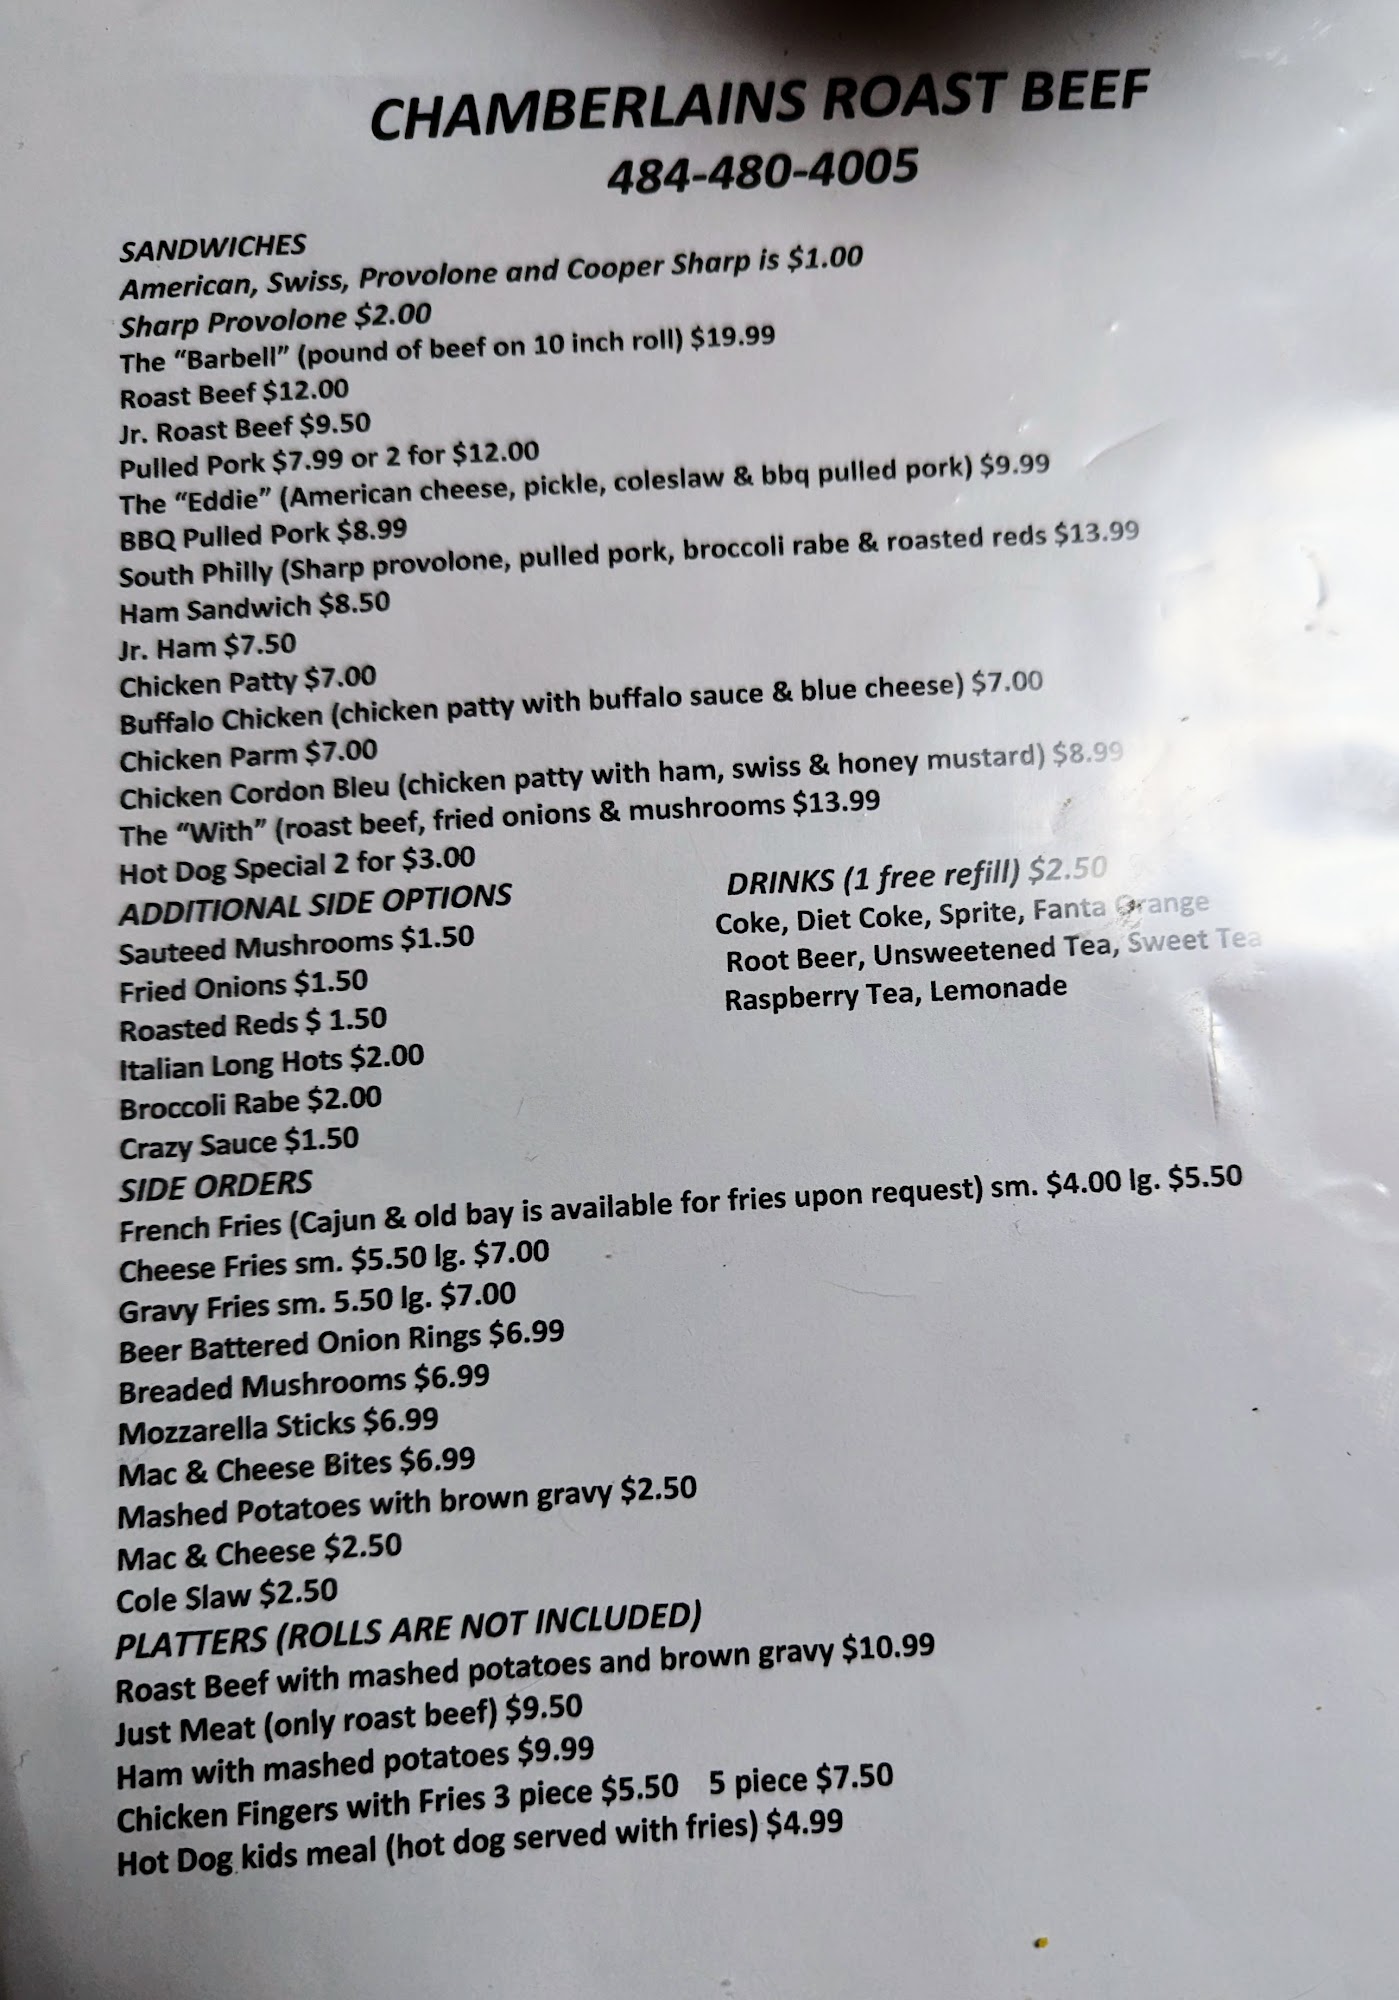 CHAMBERLAINS ROAST BEEF
484-480-4005
SANDWICHES
American, Swiss, Provolone and Cooper Sharp is $1.00
Sharp Provolone $2.00
The “Barbell” (pound of beef on 10 inch roll) $19.99
Roast Beef $12.00
Jr. Roast Beef $9.50
Pulled Pork $7.99 or 2 for $12.00
The “Eddie” (American cheese, pickle, coleslaw & bbq pulled pork) $9.99
BBQ Pulled Pork $8.99
South Philly (Sharp provolone, pulled pork, broccoli rabe & roasted reds $13.99
Ham Sandwich $8.50
Jr. Ham $7.50
Chicken Patty $7.00
Buffalo Chicken (chicken patty with buffalo sauce & blue cheese) $7.00
Chicken Parm $7.00
Chicken Cordon Bleu (chicken patty with ham, swiss & honey mustard) $8.99
The “With” (roast beef, fried onions & mushrooms $13.99
Hot Dog Special 2 for $3.00
ADDITIONAL SIDE OPTIONS
Sauteed Mushrooms $1.50
Fried Onions $1.50
Roasted Reds $ 1.50
Italian Long Hots $2.00
Broccoli Rabe $2.00
Crazy Sauce $1.50
DRINKS (1 free refill) $2.50
Coke, Diet Coke, Sprite, Fanta Orange
Root Beer, Unsweetened Tea, Sweet Tea
Raspberry Tea, Lemonade
SIDE ORDERS
French Fries (Cajun & old bay is available for fries upon request) sm. $4.00 lg. $5.50
Cheese Fries sm. $5.50 lg. $7.00
Gravy Fries sm. 5.50 lg. $7.00
Beer Battered Onion Rings $6.99
Breaded Mushrooms $6.99
Mozzarella Sticks $6.99
Mac & Cheese Bites $6.99
Mashed Potatoes with brown gravy $2.50
Mac & Cheese $2.50
Cole Slaw $2.50
PLATTERS (ROLLS ARE NOT INCLUDED)
Roast Beef with mashed potatoes and brown gravy $10.99
Just Meat (only roast beef) $9.50
Ham with mashed potatoes $9.99
Chicken Fingers with Fries 3 piece $5.50 5 piece $7.50
Hot Dog kids meal (hot dog served with fries) $4.99